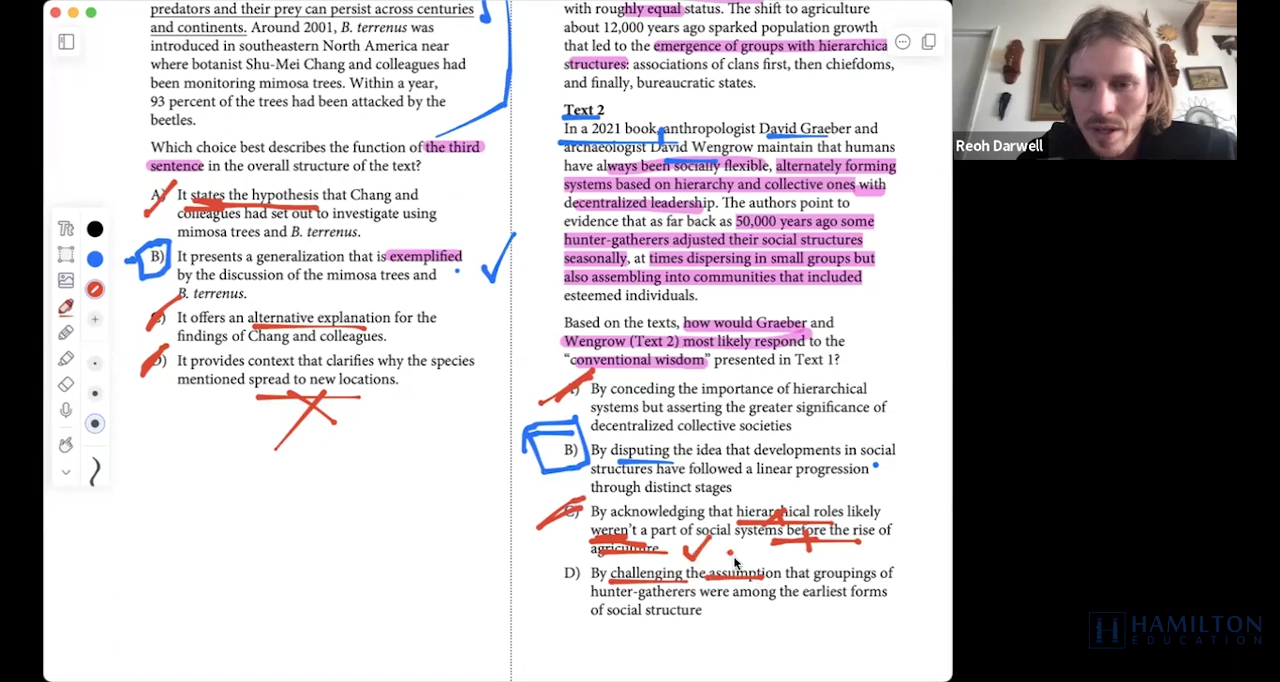 predators and their prey can persist across centuries
and continents. Around 2001, B. terrenus was
introduced in southeastern North America near
where botanist Shu-Mei Chang and colleagues had
been monitoring mimosa trees. Within a year,
93 percent of the trees had been attacked by the
beetles.
Which choice best describes the function of the third
sentence in the overall structure of the text?
A) It states the hypothesis that Chang and
colleagues had set out to investigate using
mimosa trees and B. terrenus.
B) It presents a generalization that is exemplified
by the discussion of the mimosa trees and
B. terrenus.
C) It offers an alternative explanation for the
findings of Chang and colleagues.
D) It provides context that clarifies why the species
mentioned spread to new locations.
with roughly equal status. The shift to agriculture
about 12,000 years ago sparked population growth
that led to the emergence of groups with hierarchica
structures: associations of clans first, then chiefdoms,
and finally, bureaucratic states.
Text 2
In a 2021 book, anthropologist David Graeber and
archaeologist David Wengrow maintain that humans
have always been socially flexible, alternately forming
systems based on hierarchy and collective ones with
decentralized leadership. The authors point to
evidence that as far back as 50,000 years ago some
hunter-gatherers adjusted their social structures
seasonally, at times dispersing in small groups but
also assembling into communities that included
esteemed individuals.
Based on the texts, how would Graeber and
Wengrow (Text 2) most likely respond to the
“conventional wisdom” presented in Text 1?
A) By conceding the importance of hierarchical
systems but asserting the greater significance of
decentralized collective societies
B) By disputing the idea that developments in social
structures have followed a linear progression
through distinct stages
C) By acknowledging that hierarchical roles likely
weren't a part of social systems before the rise of
agriculture
D) By challenging the assumption that groupings of
hunter-gatherers were among the earliest forms
of social structure
Reoh Darwell
HAMILTON
EDUCATION
Tt